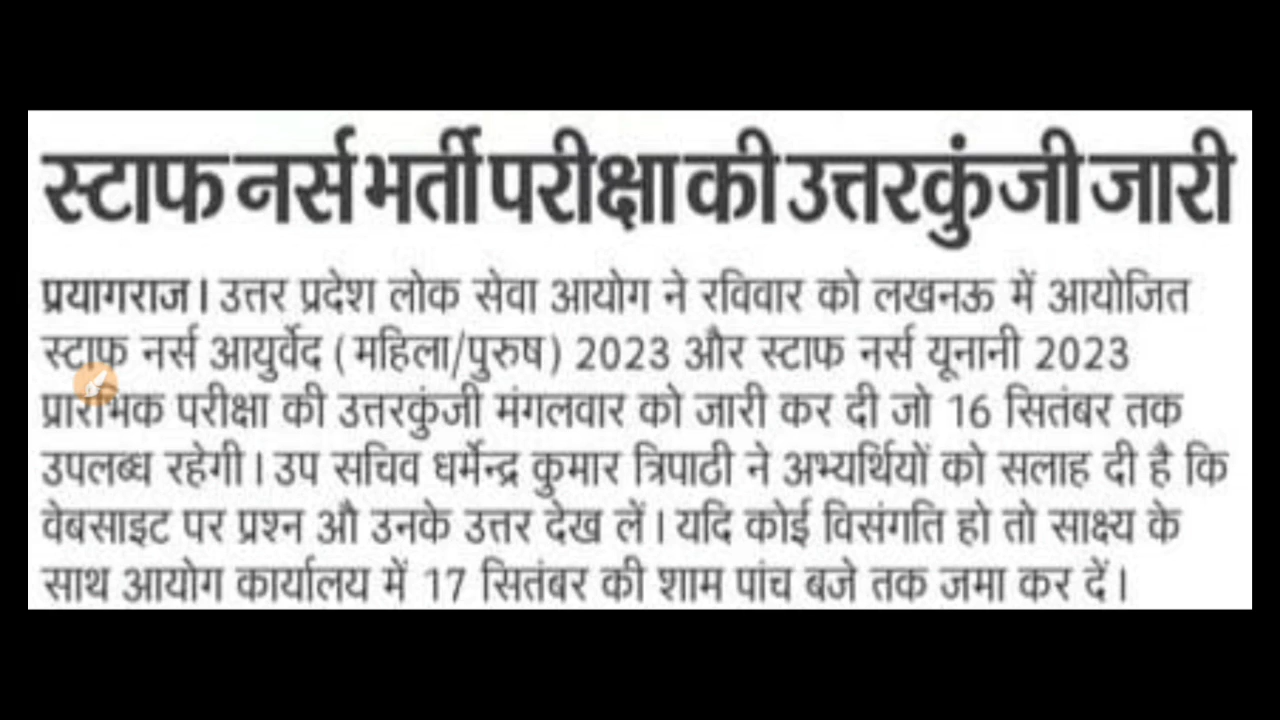 स्टाफ नर्स भर्ती परीक्षा की उत्तरकुंजी जारी
प्रयागराज। उत्तर प्रदेश लोक सेवा आयोग ने रविवार को लखनऊ में आयोजित
स्टाफ नर्स आयुर्वेद (महिला/पुरुष) 2023 और स्टाफ नर्स यूनानी 2023
प्रारंभिक परीक्षा की उत्तरकुंजी मंगलवार को जारी कर दी जो 16 सितंबर तक
उपलब्ध रहेगी। उप सचिव धर्मेन्द्र कुमार त्रिपाठी ने अभ्यर्थियों को सलाह दी है कि
वेबसाइट पर प्रश्न औ उनके उत्तर देख लें। यदि कोई विसंगति हो तो साक्ष्य के
साथ आयोग कार्यालय में 17 सितंबर की शाम पांच बजे तक जमा कर दें।